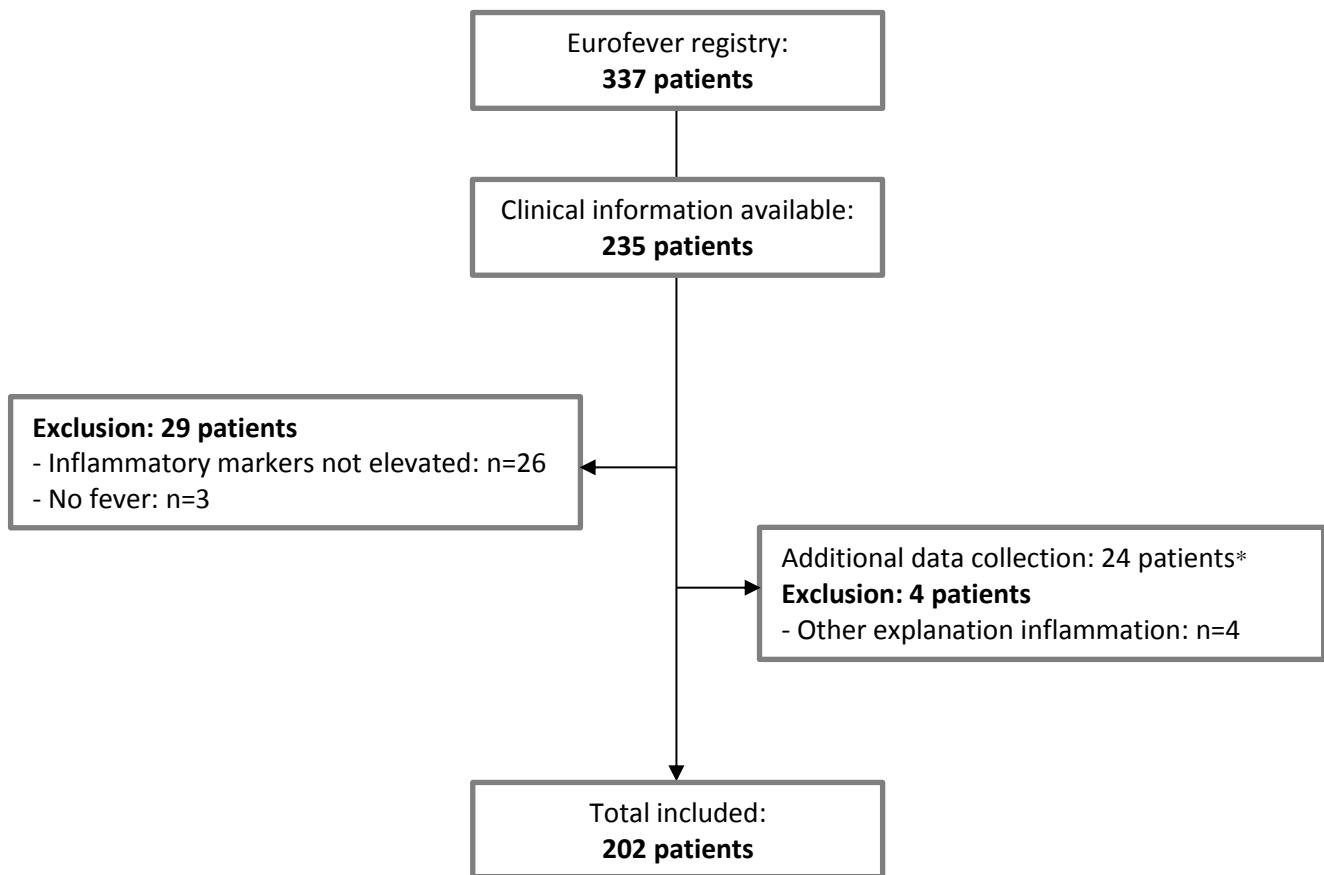 Eurofever registry:
337 patients
Clinical information available:
235 patients
Exclusion: 29 patients
- Inflammatory markers not elevated: n=26
- No fever: n=3
Additional data collection: 24 patients*
Exclusion: 4 patients
- Other explanation inflammation: n=4
Total included:
202 patients